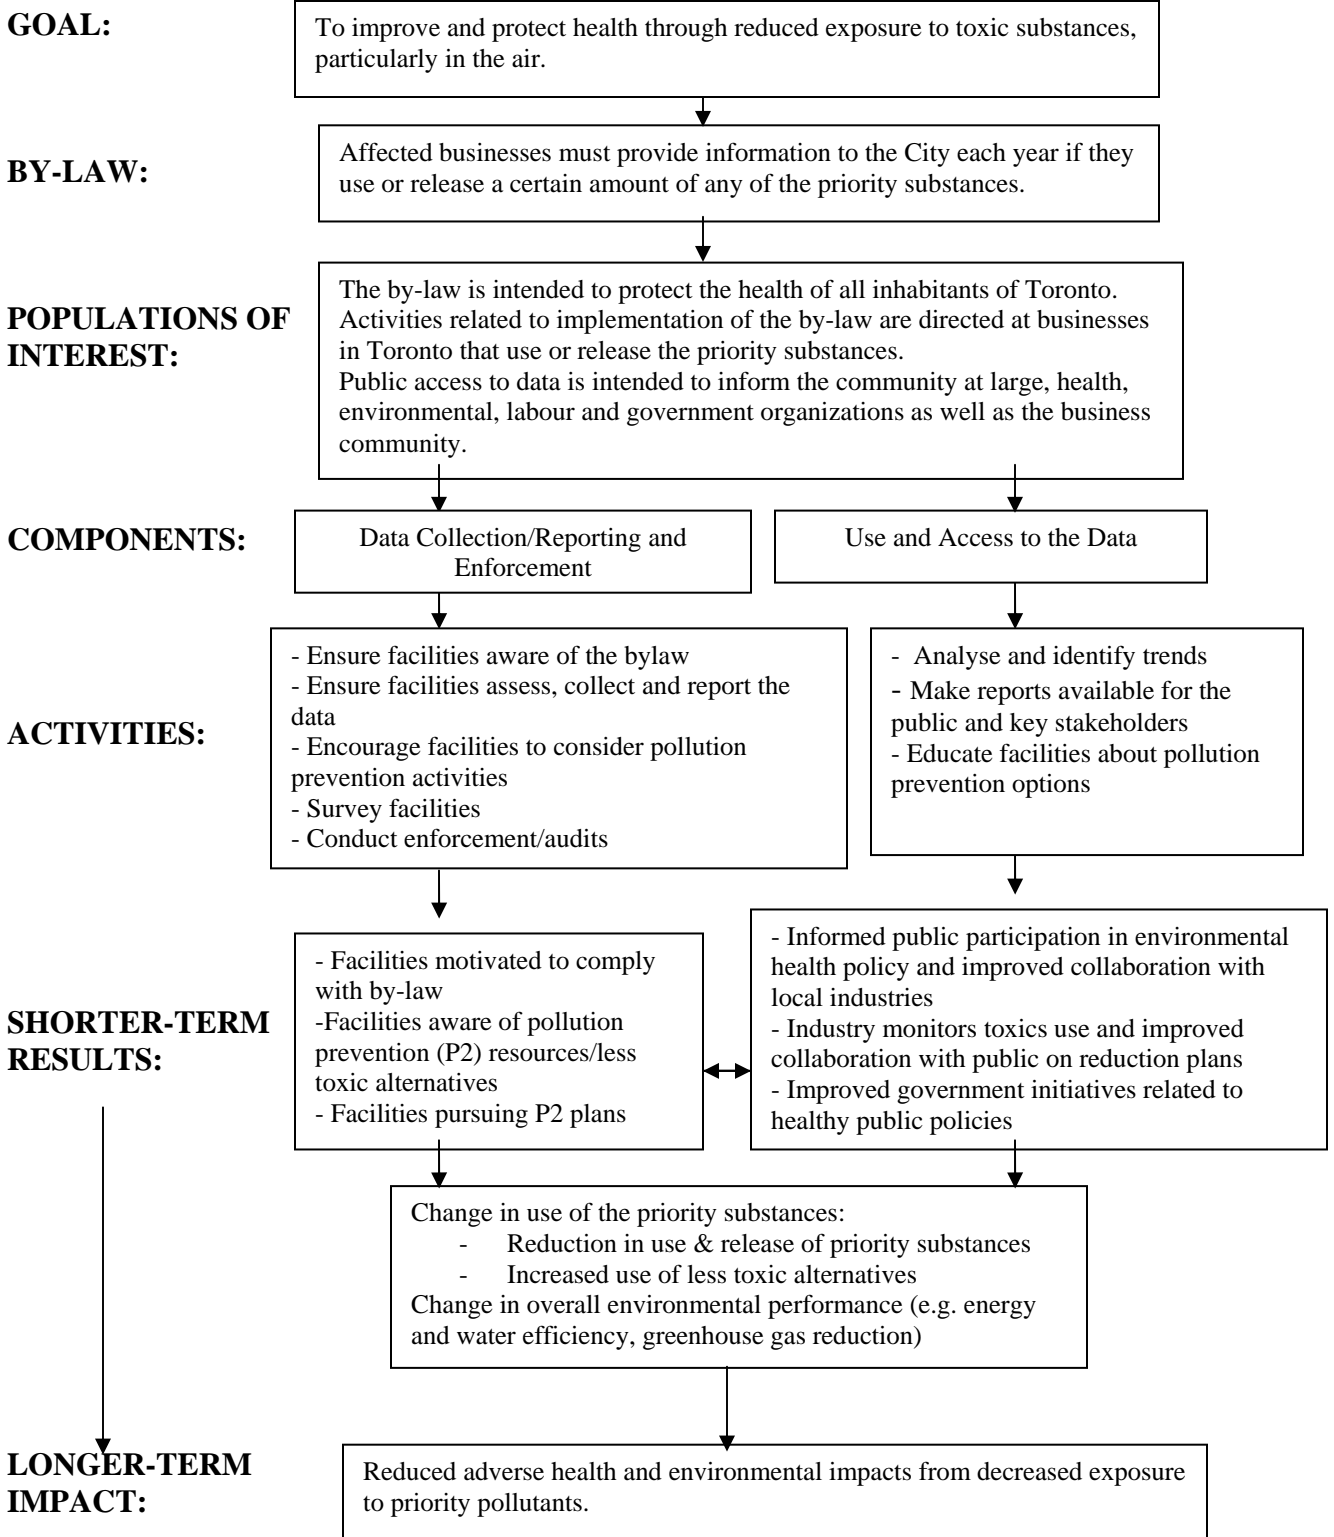 GOAL:
To improve and protect health through reduced exposure to toxic substances,
particularly in the air.
BY-LAW:
Affected businesses must provide information to the City each year if they
use or release a certain amount of any of the priority substances.
POPULATIONS OF
INTEREST:
The by-law is intended to protect the health of all inhabitants of Toronto.
Activities related to implementation of the by-law are directed at businesses
in Toronto that use or release the priority substances.
Public access to data is intended to inform the community at large, health,
environmental, labour and government organizations as well as the business
community.
COMPONENTS:
Data Collection/Reporting and
Enforcement
Use and Access to the Data
ACTIVITIES:
- Ensure facilities aware of the bylaw
- Ensure facilities assess, collect and report the
data
- Encourage facilities to consider pollution
prevention activities
- Survey facilities
- Conduct enforcement/audits
- Analyse and identify trends
- Make reports available for the
public and key stakeholders
- Educate facilities about pollution
prevention options
SHORTER-TERM
RESULTS:
- Facilities motivated to comply
with by-law
-Facilities aware of pollution
prevention (P2) resources/less
toxic alternatives
- Facilities pursuing P2 plans
- Informed public participation in environmental
health policy and improved collaboration with
local industries
- Industry monitors toxics use and improved
collaboration with public on reduction plans
- Improved government initiatives related to
healthy public policies
Change in use of the priority substances:
- Reduction in use & release of priority substances
- Increased use of less toxic alternatives
Change in overall environmental performance (e.g. energy
and water efficiency, greenhouse gas reduction)
LONGER-TERM
IMPACT:
Reduced adverse health and environmental impacts from decreased exposure
to priority pollutants.